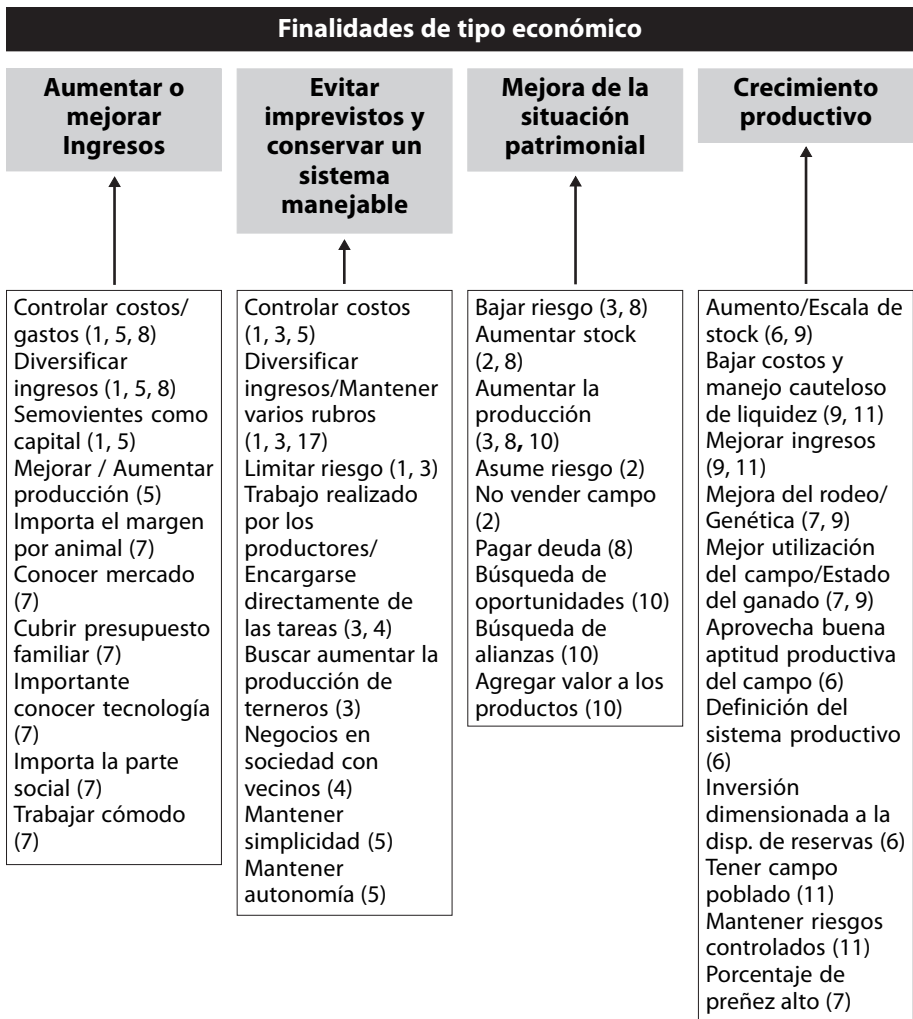 Finalidades de tipo económico
Aumentar o
mejorar
Ingresos
Controlar costos/
gastos (1, 5, 8)
Diversificar
ingresos (1, 5, 8)
Semovientes como
capital (1, 5)
Mejorar / Aumentar
producción (5)
Importa el margen
por animal (7)
Conocer mercado
(7)
Cubrir presupuesto
familiar (7)
Importante
conocer tecnología
(7)
Importa la parte
social (7)
Trabajar cómodo
(7)
Evitar
imprevistos y
conservar un
sistema
manejable
Controlar costos
(1, 3, 5)
Diversificar
ingresos/Mantener
varios rubros
(1, 3, 17)
Limitar riesgo (1, 3)
Trabajo realizado
por los
productores/
Encargarse
directamente de
las tareas (3, 4)
Buscar aumentar la
producción de
terneros (3)
Negocios en
sociedad con
vecinos (4)
Mantener
simplicidad (5)
Mantener
autonomía (5)
Mejora de la
situación
patrimonial
Bajar riesgo (3, 8)
Aumentar stock
(2, 8)
Aumentar la
producción
(3, 8, 10)
Asume riesgo (2)
No vender campo
(2)
Pagar deuda (8)
Búsqueda de
oportunidades (10)
Búsqueda de
alianzas (10)
Agregar valor a los
productos (10)
Crecimiento
productivo
Aumento/Escala de
stock (6, 9)
Bajar costos y
manejo cauteloso
de liquidez (9, 11)
Mejorar ingresos
(9, 11)
Mejora del rodeo/
Genética (7, 9)
Mejor utilización
del campo/Estado
del ganado (7, 9)
Aprovecha buena
aptitud productiva
del campo (6)
Definición del
sistema productivo
(6)
Inversión
dimensionada a la
disp. de reservas (6)
Tener campo
poblado (11)
Mantener riesgos
controlados (11)
Porcentaje de
preñez alto (7)